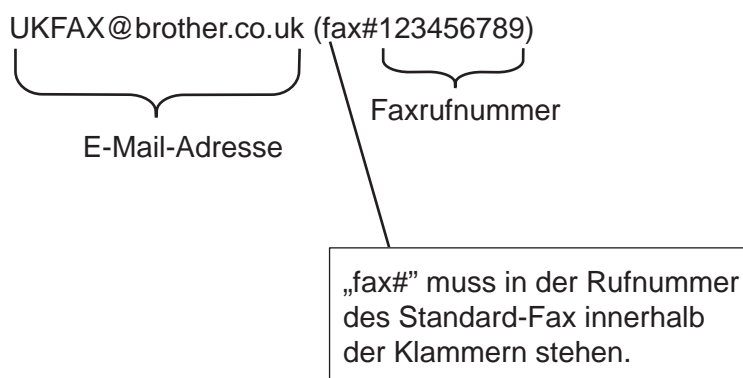 UKFAX@brother.co.uk (fax#123456789)
Faxrufnummer
E-Mail-Adresse
„fax#” muss in der Rufnummer
des Standard-Fax innerhalb
der Klammern stehen.